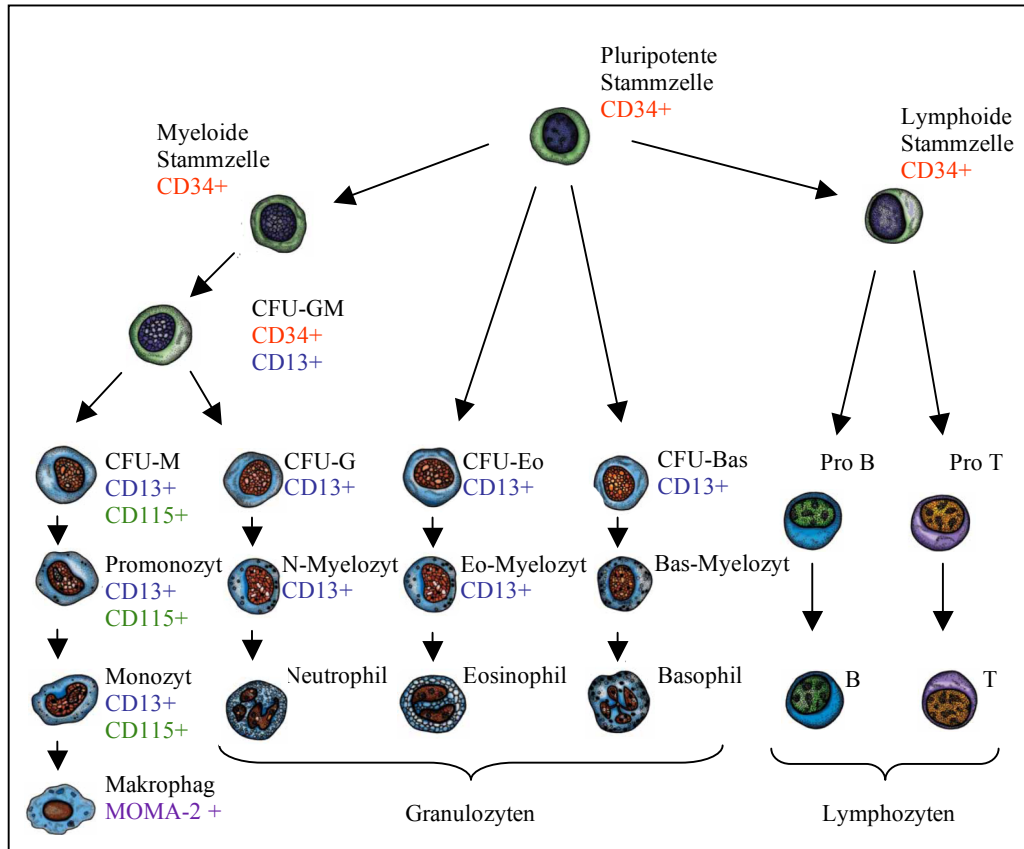 Pluripotente
Stammzelle
CD34+
Myeloide
Stammzelle
CD34+
Lymphoide
Stammzelle
CD34+
CFU-GM
CD34+
CD13+
CFU-M
CD13+
CD115+
CFU-G
CD13+
CFU-Eo
CD13+
CFU-Bas
CD13+
Pro B
Pro T
Promonozyt
CD13+
CD115+
N-Myelozyt
CD13+
Eo-Myelozyt
CD13+
Bas-Myelozyt
Monozyt
CD13+
CD115+
Neutrophil
Eosinophil
Basophil
B
T
Makrophag
MOMA-2 +
Granulozyten
Lymphozyten